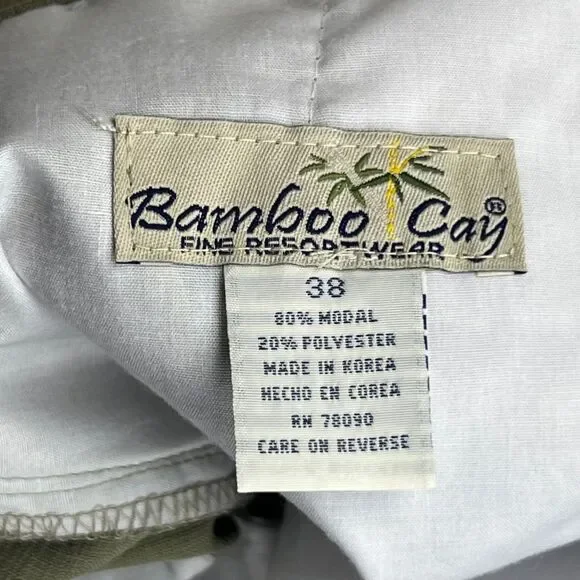 Bamboo Cay®
FINE RESORTWEAR
38
80% MODAL
20% POLYESTER
MADE IN KOREA
HECHO EN COREA
RN 78090
CARE ON REVERSE